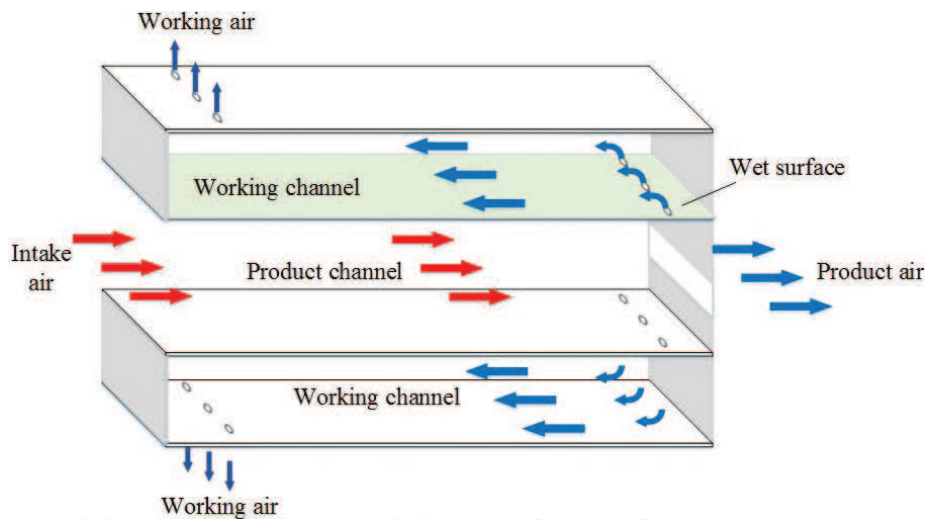 Working air
Wet surface
Working channel
Intake
air
Product channel
Product air
Working channel
Working air